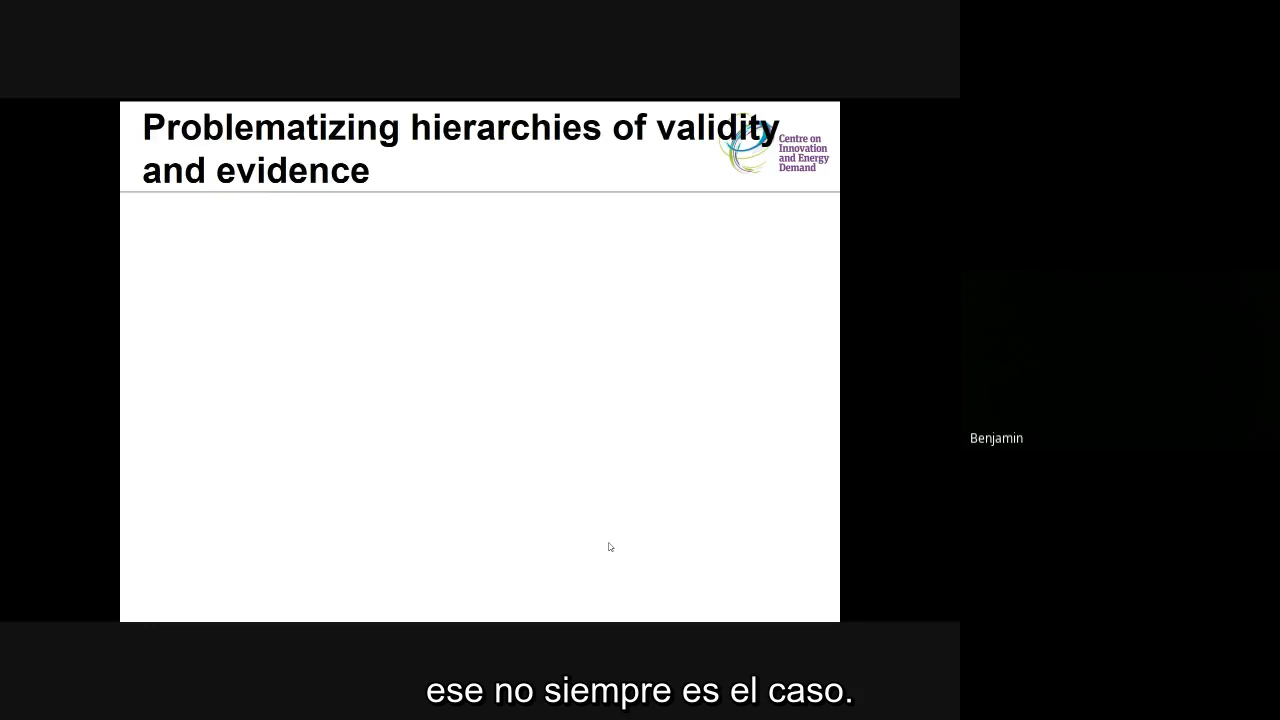 Problematizing hierarchies of validity
and evidence
Centre on
Innovation
and Energy
Demand
Benjamin
ese no siempre es el caso.